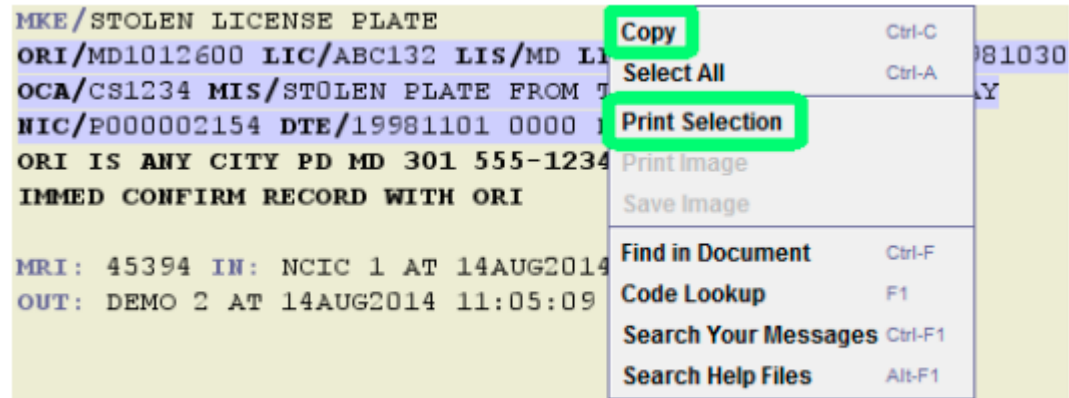 MKE/STOLEN LICENSE PLATE
ORI/MD1012600 LIC/ABC132 LIS/MD 981030
OCA/CS1234 MIS/STOLEN PLATE FROM
NIC/P000002154 DTE/19981101 0000
ORI IS ANY CITY PD MD 301 555-1234
IMMED CONFIRM RECORD WITH ORI
MRI: 45394 IN: NCIC 1 AT 14AUG2014
OUT: DEMO 2 AT 14AUG2014 11:05:09
Copy Ctrl-C
Select All Ctrl-A
Print Selection
Print Image
Save Image
Find in Document Ctrl-F
Code Lookup F1
Search Your Messages Ctrl-F1
Search Help Files Alt-F1